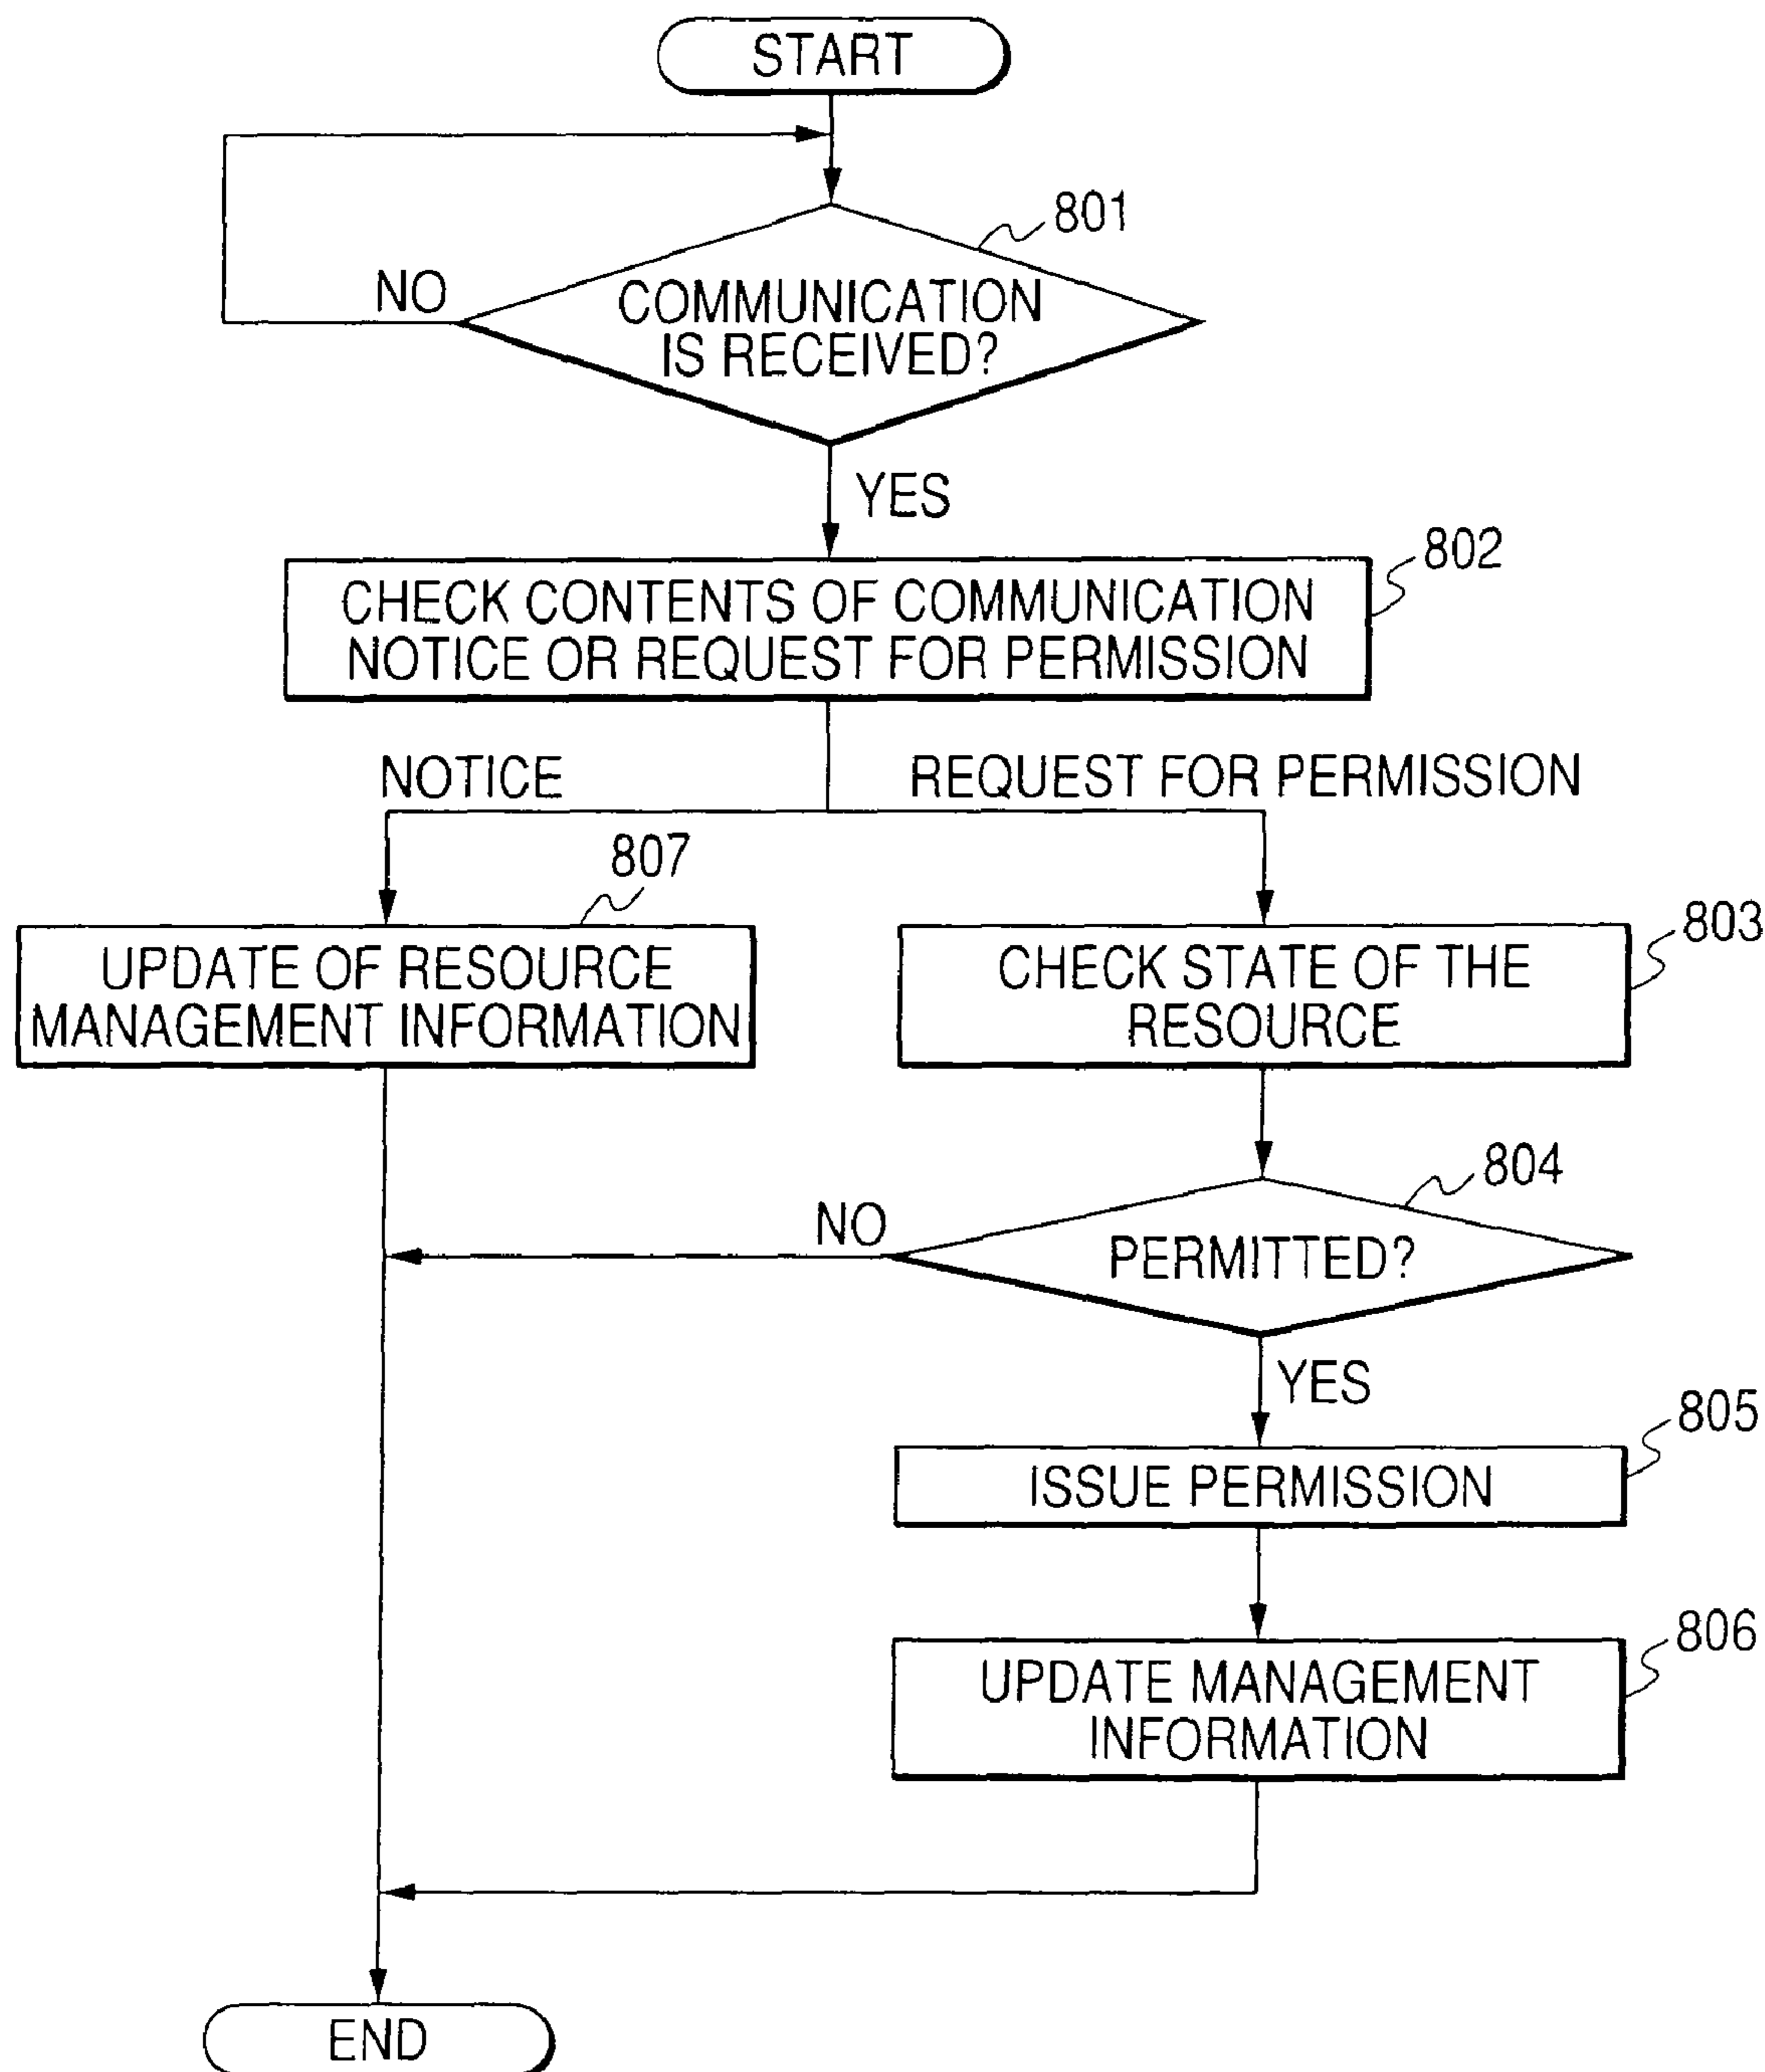 START
801
NO
COMMUNICATION
IS RECEIVED?
YES
802
CHECK CONTENTS OF COMMUNICATION
NOTICE OR REQUEST FOR PERMISSION
NOTICE
REQUEST FOR PERMISSION
807
803
UPDATE OF RESOURCE
MANAGEMENT INFORMATION
CHECK STATE OF THE
RESOURCE
804
NO
PERMITTED?
YES
805
ISSUE PERMISSION
806
UPDATE MANAGEMENT
INFORMATION
END